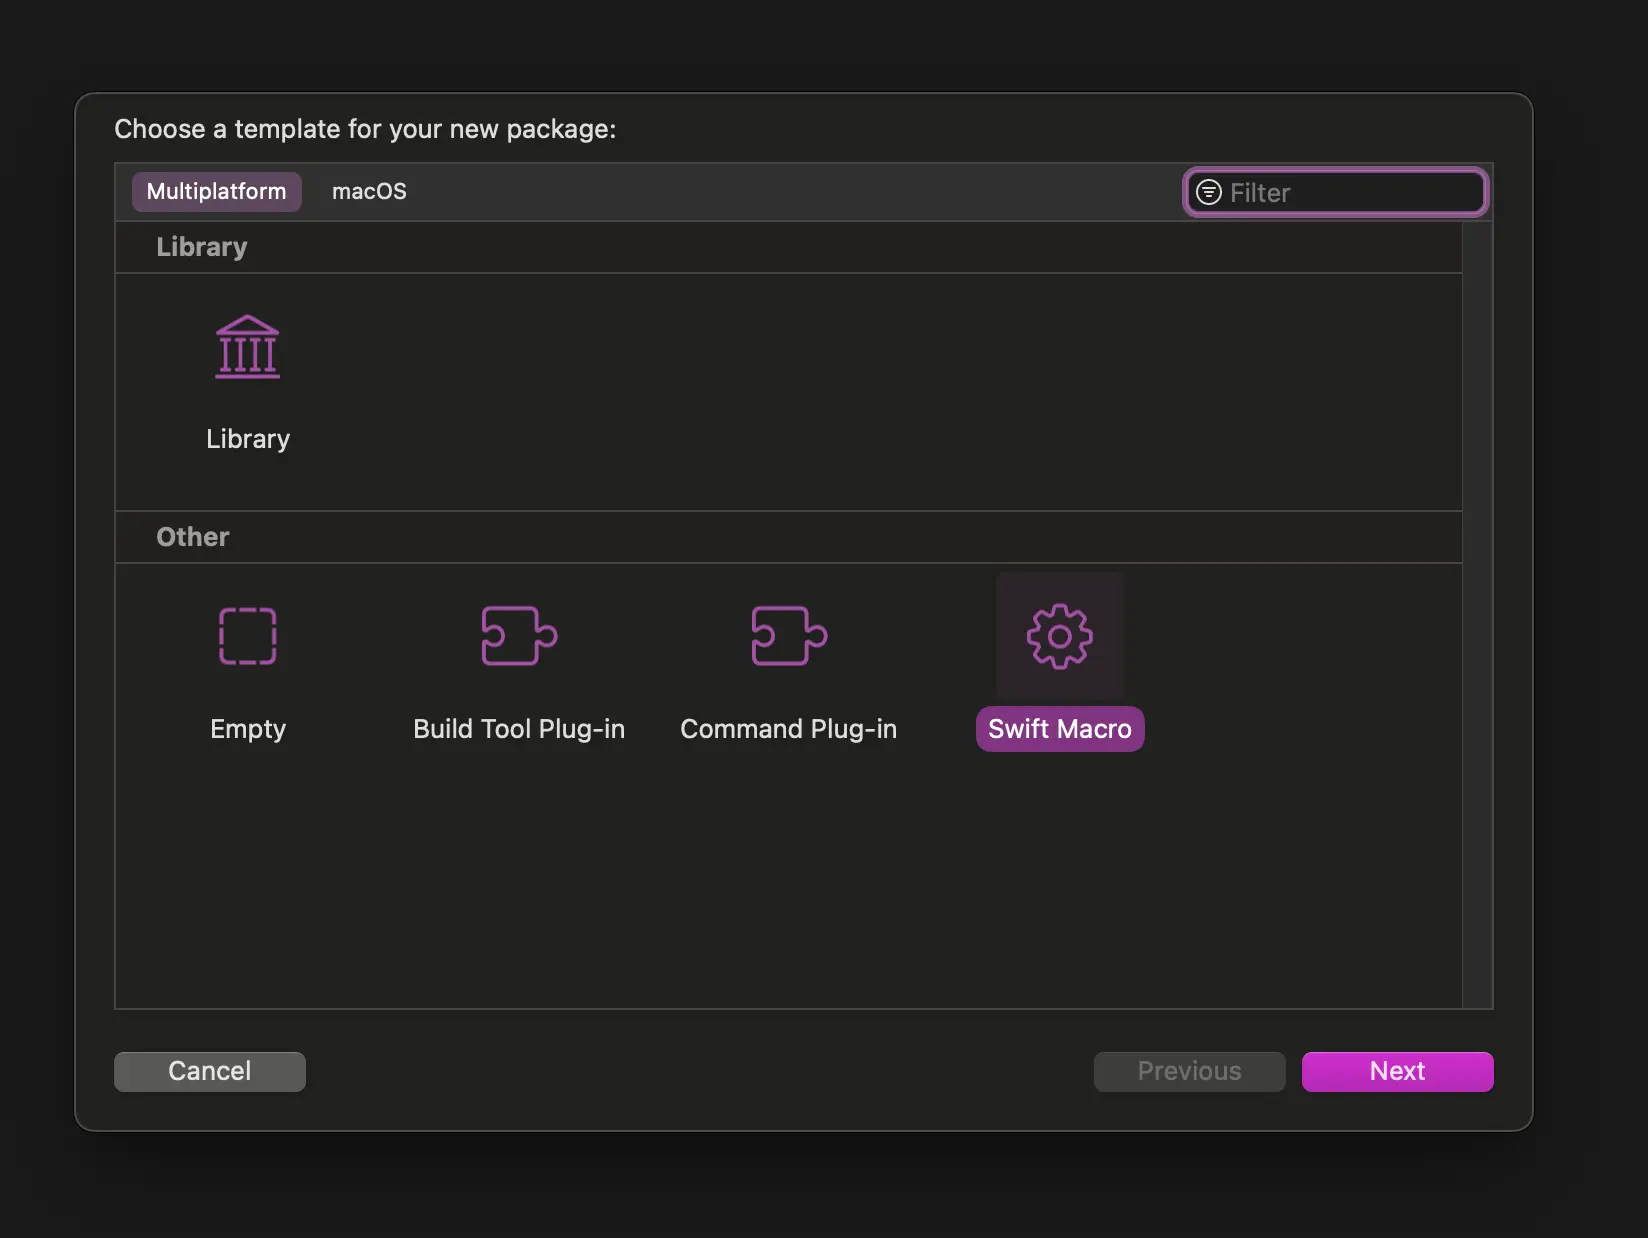 Choose a template for your new package:
Multiplatform macOS Filter
Library
Library
Other
Empty Build Tool Plug-in Command Plug-in Swift Macro
Cancel Previous Next